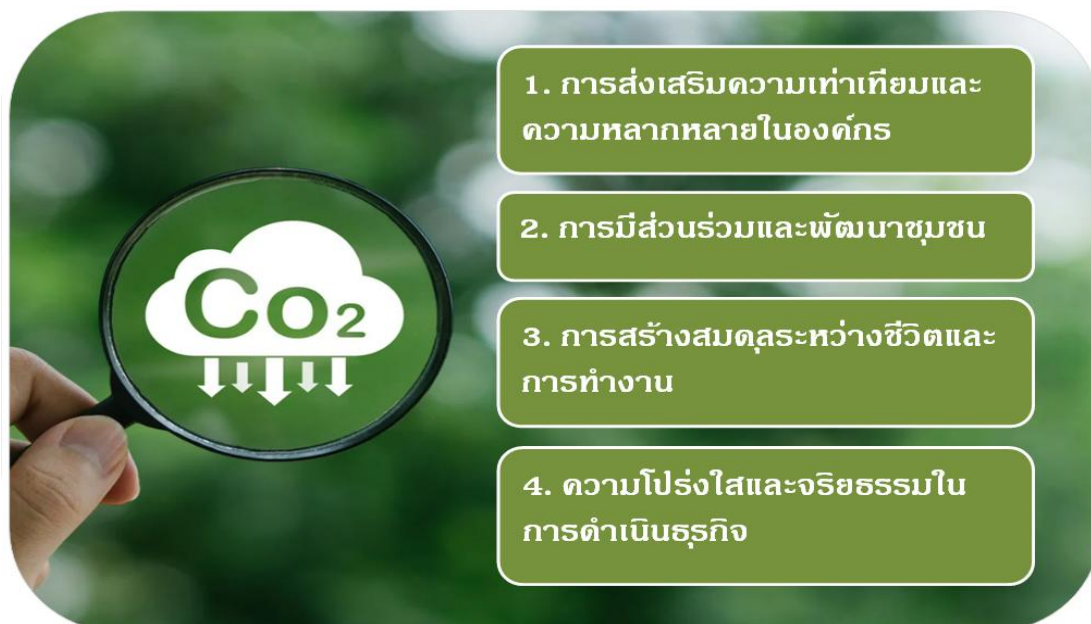 Co2
1. การส่งเสริมความเท่าเทียมและ
ความหลากหลายในองค์กร
2. การมีส่วนร่วมและพัฒนาชุมชน
3. การสร้างสมดุลระหว่างชีวิตและ
การทำงาน
4. ความโปร่งใสและจริยธรรมใน
การดำเนินธุรกิจ